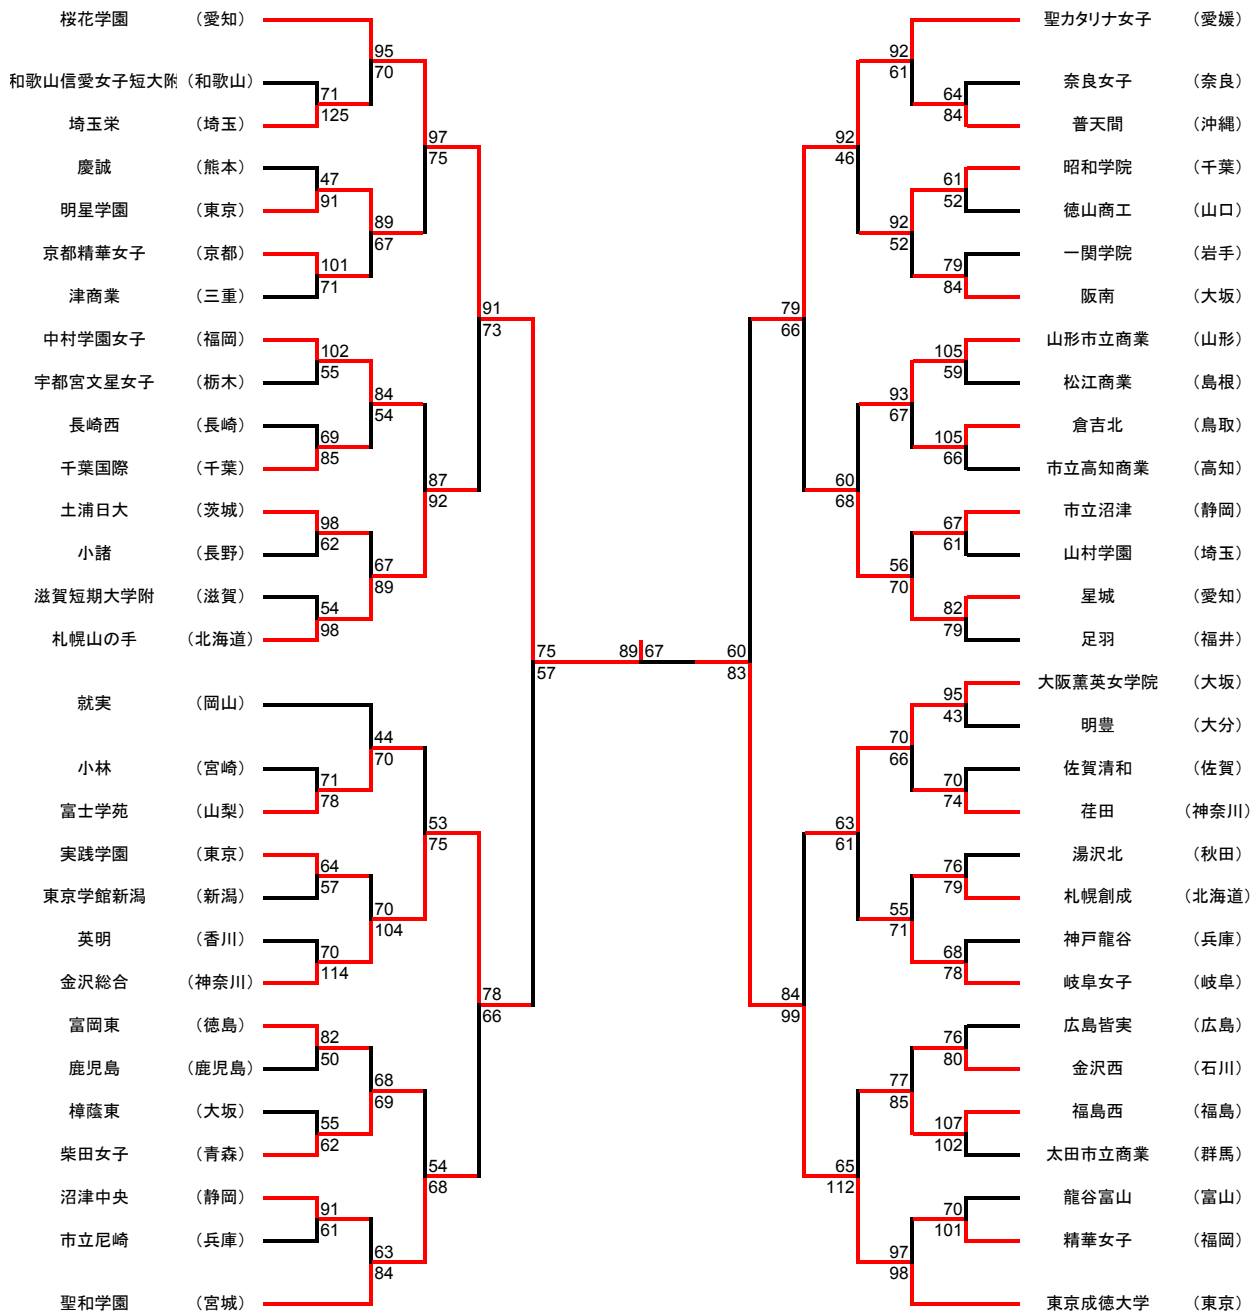 桜花学園 （愛知）
95
70
和歌山信愛女子短大附 （和歌山）
71
125
埼玉栄 （埼玉）
97
75
慶誠 （熊本）
47
91
明星学園 （東京）
89
67
京都精華女子 （京都）
101
71
津商業 （三重）
91
73
中村学園女子 （福岡）
102
55
宇都宮文星女子 （栃木）
84
54
長崎西 （長崎）
69
85
千葉国際 （千葉）
87
92
土浦日大 （茨城）
98
62
小諸 （長野）
67
89
滋賀短期大学附 （滋賀）
54
98
札幌山の手 （北海道）
75
57
就実 （岡山）
44
70
小林 （宮崎）
71
78
富士学苑 （山梨）
53
75
実践学園 （東京）
64
57
東京学館新潟 （新潟）
70
104
英明 （香川）
70
114
金沢総合 （神奈川）
78
66
富岡東 （徳島）
82
50
鹿児島 （鹿児島）
68
69
樟蔭東 （大坂）
55
62
柴田女子 （青森）
54
68
沼津中央 （静岡）
91
61
市立尼崎 （兵庫）
63
84
聖和学園 （宮城）
89 67
聖カタリナ女子 （愛媛）
92
61
奈良女子 （奈良）
64
84
普天間 （沖縄）
92
46
昭和学院 （千葉）
61
52
徳山商工 （山口）
92
52
一関学院 （岩手）
79
84
阪南 （大坂）
79
66
山形市立商業 （山形）
105
59
松江商業 （島根）
93
67
倉吉北 （鳥取）
105
66
市立高知商業 （高知）
60
68
市立沼津 （静岡）
67
61
山村学園 （埼玉）
56
70
星城 （愛知）
82
79
足羽 （福井）
60
83
大阪薫英女学院 （大坂）
95
43
明豊 （大分）
70
66
佐賀清和 （佐賀）
70
74
荏田 （神奈川）
63
61
湯沢北 （秋田）
76
79
札幌創成 （北海道）
55
71
神戸龍谷 （兵庫）
68
78
岐阜女子 （岐阜）
84
99
広島皆実 （広島）
76
80
金沢西 （石川）
77
85
福島西 （福島）
107
102
太田市立商業 （群馬）
65
112
龍谷富山 （富山）
70
101
精華女子 （福岡）
97
98
東京成徳大学 （東京）